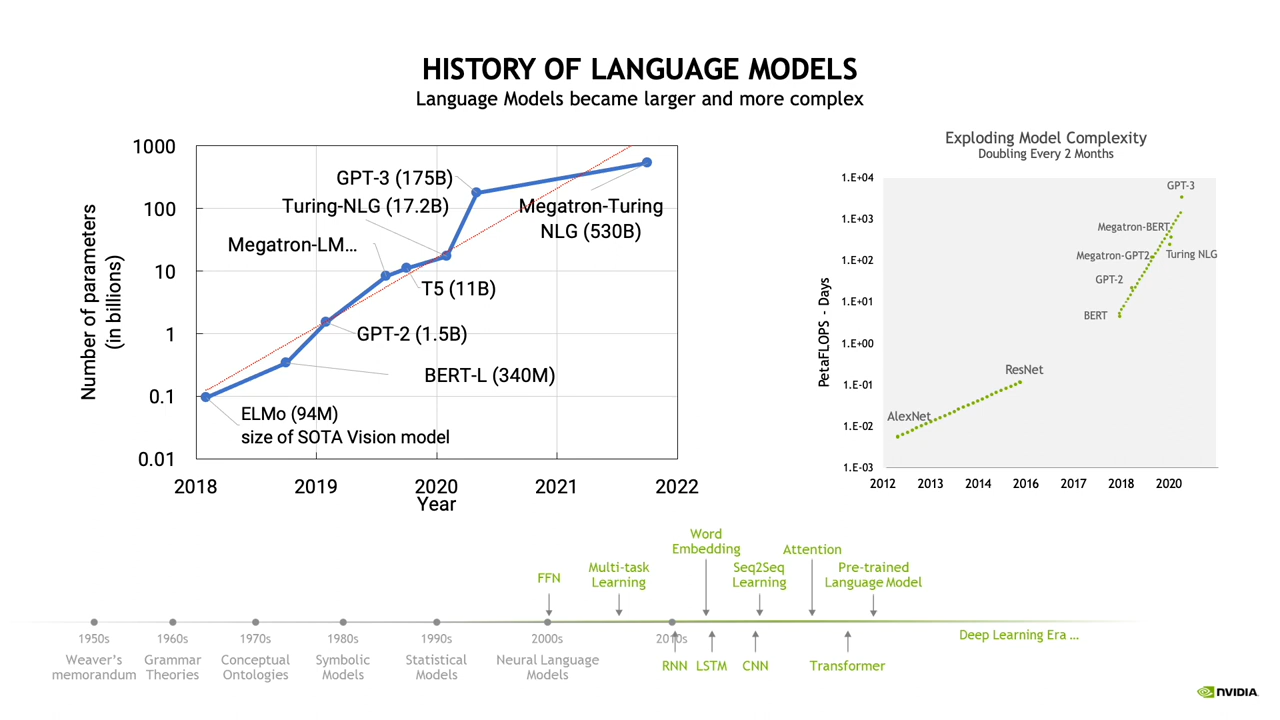 HISTORY OF LANGUAGE MODELS
Language Models became larger and more complex
Number of parameters
(in billions)
1000
100
10
1
0.1
0.01
GPT-3 (175B)
Turing-NLG (17.2B)
Megatron-LM...
Megatron-Turing
NLG (530B)
T5 (11B)
GPT-2 (1.5B)
BERT-L (340M)
ELMo (94M)
size of SOTA Vision model
2018
2019
2020
2021
2022
Year
Exploding Model Complexity
Doubling Every 2 Months
PetaFLOPS - Days
1.E+04
1.E+03
1.E+02
1.E+01
1.E+00
1.E-01
1.E-02
1.E-03
GPT-3
Megatron-BERT
Megatron-GPT2
Turing NLG
GPT-2
BERT
ResNet
AlexNet
2012
2013
2014
2016
2017
2018
2020
FFN
Multi-task
Learning
Word
Embedding
Seq2Seq
Learning
Attention
Pre-trained
Language Model
1950s
1960s
1970s
1980s
1990s
2000s
2010s
Deep Learning Era ...
Weaver's
memorandum
Grammar
Theories
Conceptual
Ontologies
Symbolic
Models
Statistical
Models
Neural Language
Models
RNN
LSTM
CNN
Transformer
NVIDIA